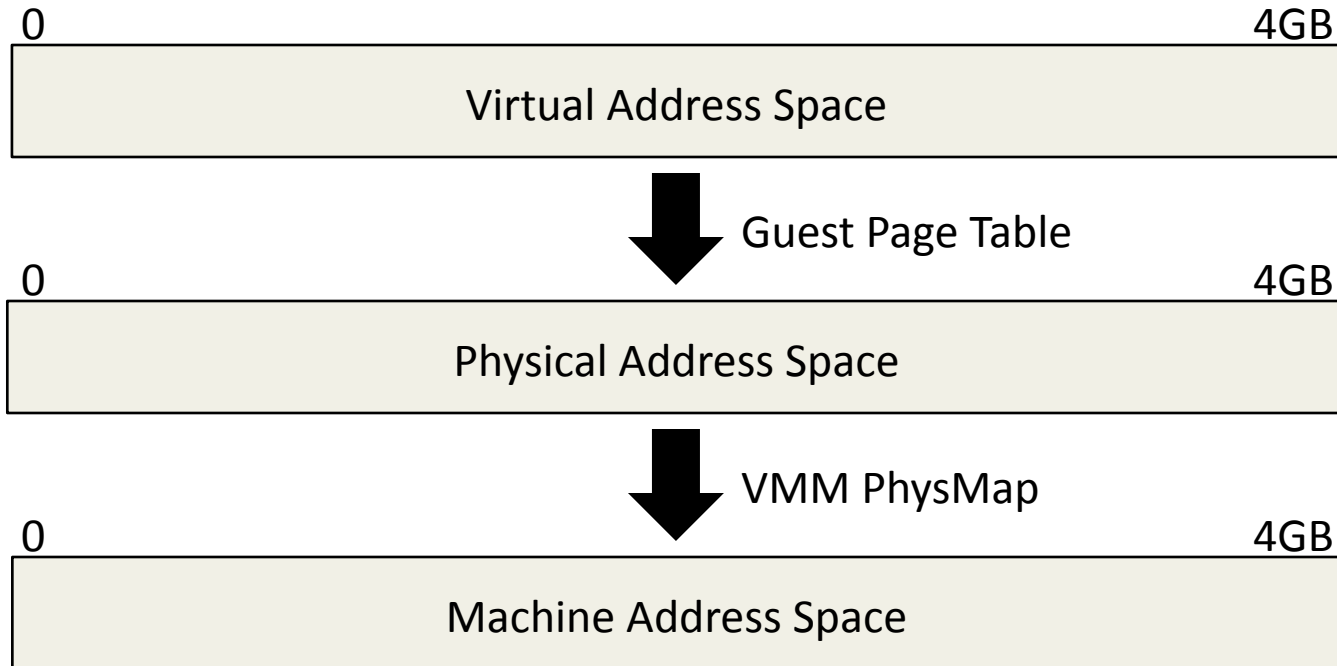 0 4GB
Virtual Address Space
Guest Page Table
0 4GB
Physical Address Space
VMM PhysMap
0 4GB
Machine Address Space